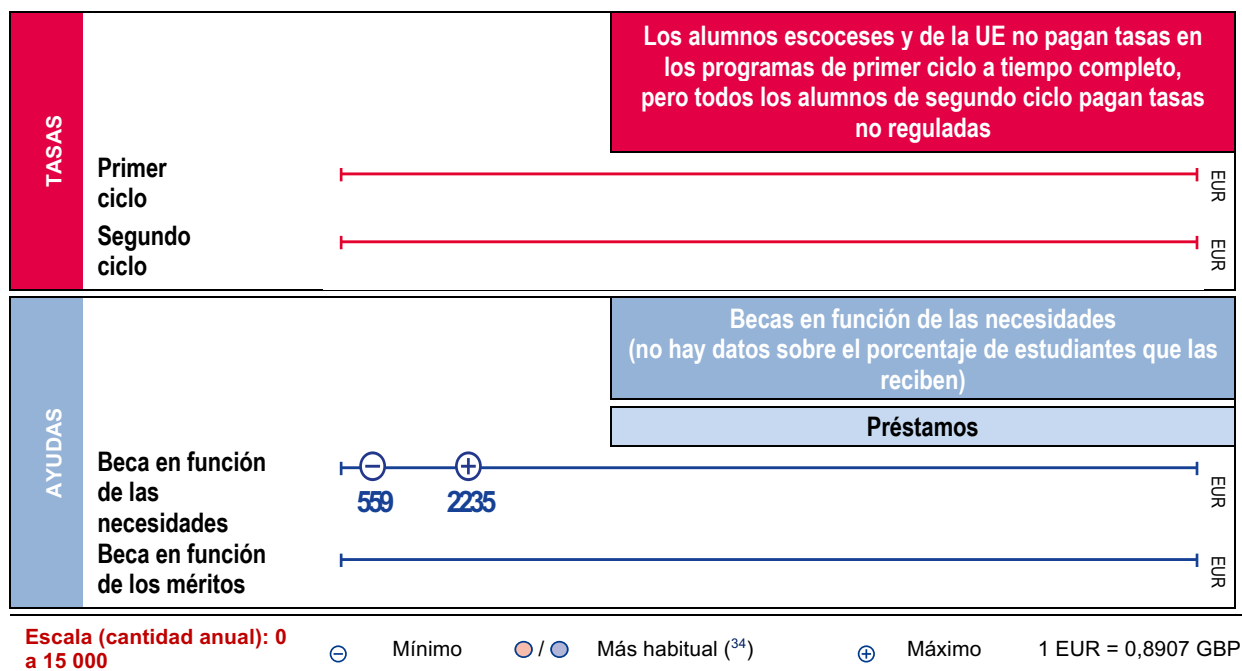 TASAS
Los alumnos escoceses y de la UE no pagan tasas en
los programas de primer ciclo a tiempo completo,
pero todos los alumnos de segundo ciclo pagan tasas
no reguladas
Primer
ciclo
EUR
Segundo
ciclo
EUR
AYUDAS
Becas en función de las necesidades
(no hay datos sobre el porcentaje de estudiantes que las
reciben)
Préstamos
Beca en función
de las
necesidades
559
2235
EUR
Beca en función
de los méritos
EUR
Escala (cantidad anual): 0
a 15 000
Mínimo
/
Más habitual (34)
Máximo
1 EUR = 0,8907 GBP